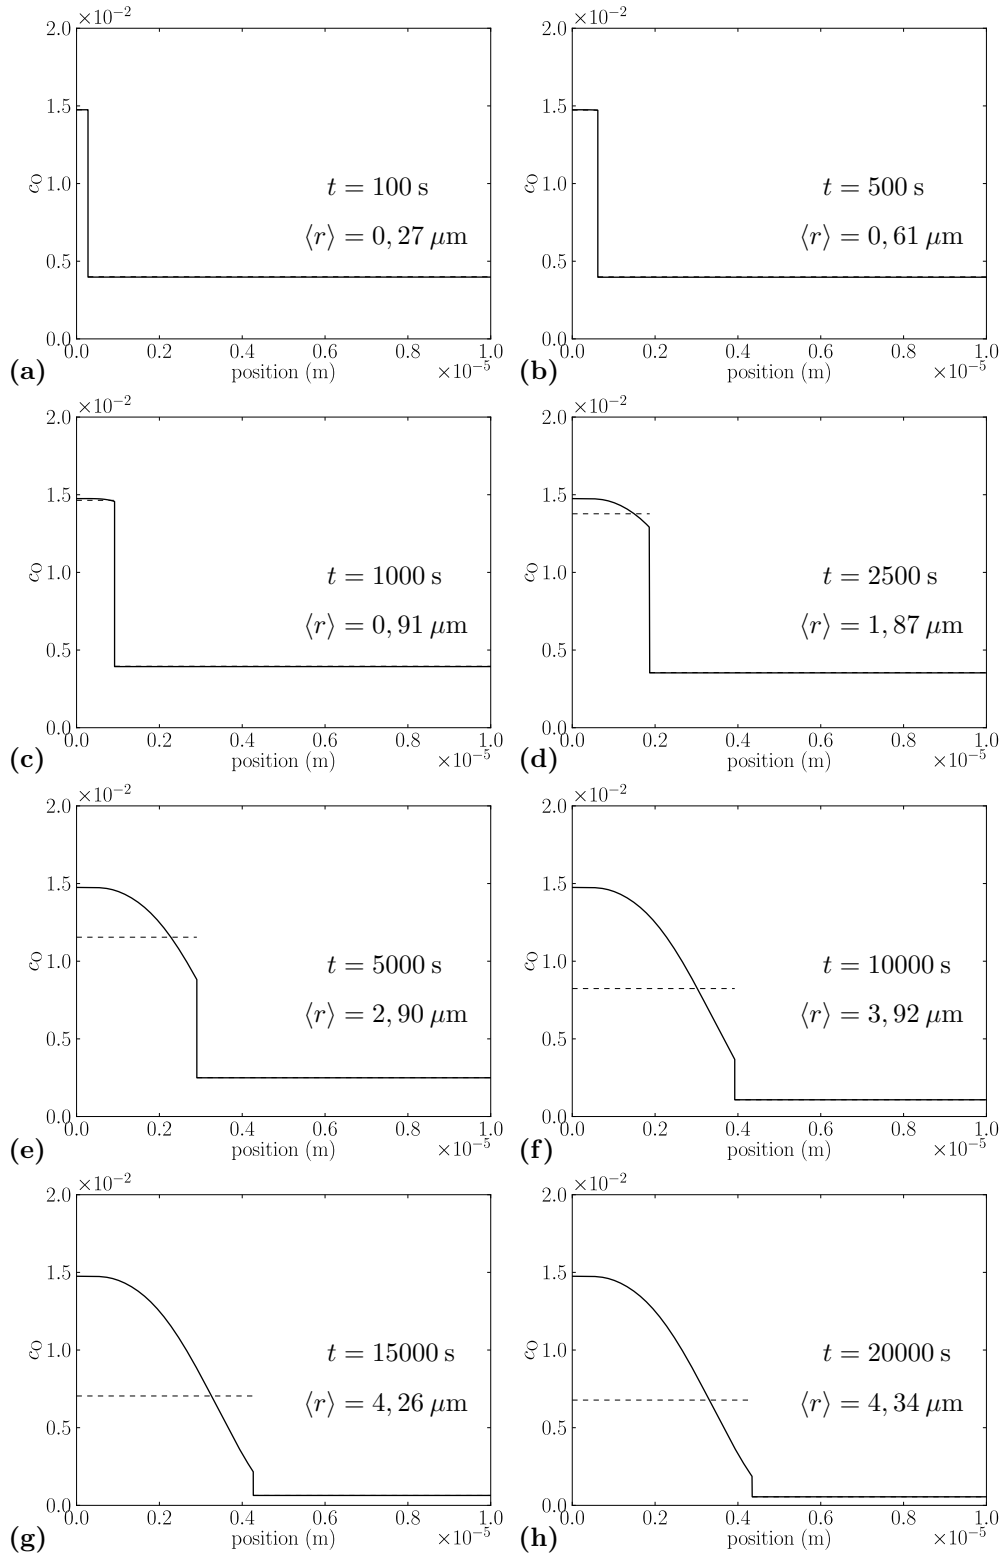 ×10⁻²
2.0
1.5
1.0
0.5
0.0
c_O
t = 100 s
⟨r⟩ = 0, 27 μm
0.0 0.2 0.4 0.6 0.8 1.0
position (m) ×10⁻⁵
(a)
×10⁻²
2.0
1.5
1.0
0.5
0.0
c_O
t = 500 s
⟨r⟩ = 0, 61 μm
0.0 0.2 0.4 0.6 0.8 1.0
position (m) ×10⁻⁵
(b)
×10⁻²
2.0
1.5
1.0
0.5
0.0
c_O
t = 1000 s
⟨r⟩ = 0, 91 μm
0.0 0.2 0.4 0.6 0.8 1.0
position (m) ×10⁻⁵
(c)
×10⁻²
2.0
1.5
1.0
0.5
0.0
c_O
t = 2500 s
⟨r⟩ = 1, 87 μm
0.0 0.2 0.4 0.6 0.8 1.0
position (m) ×10⁻⁵
(d)
×10⁻²
2.0
1.5
1.0
0.5
0.0
c_O
t = 5000 s
⟨r⟩ = 2, 90 μm
0.0 0.2 0.4 0.6 0.8 1.0
position (m) ×10⁻⁵
(e)
×10⁻²
2.0
1.5
1.0
0.5
0.0
c_O
t = 10000 s
⟨r⟩ = 3, 92 μm
0.0 0.2 0.4 0.6 0.8 1.0
position (m) ×10⁻⁵
(f)
×10⁻²
2.0
1.5
1.0
0.5
0.0
c_O
t = 15000 s
⟨r⟩ = 4, 26 μm
0.0 0.2 0.4 0.6 0.8 1.0
position (m) ×10⁻⁵
(g)
×10⁻²
2.0
1.5
1.0
0.5
0.0
c_O
t = 20000 s
⟨r⟩ = 4, 34 μm
0.0 0.2 0.4 0.6 0.8 1.0
position (m) ×10⁻⁵
(h)